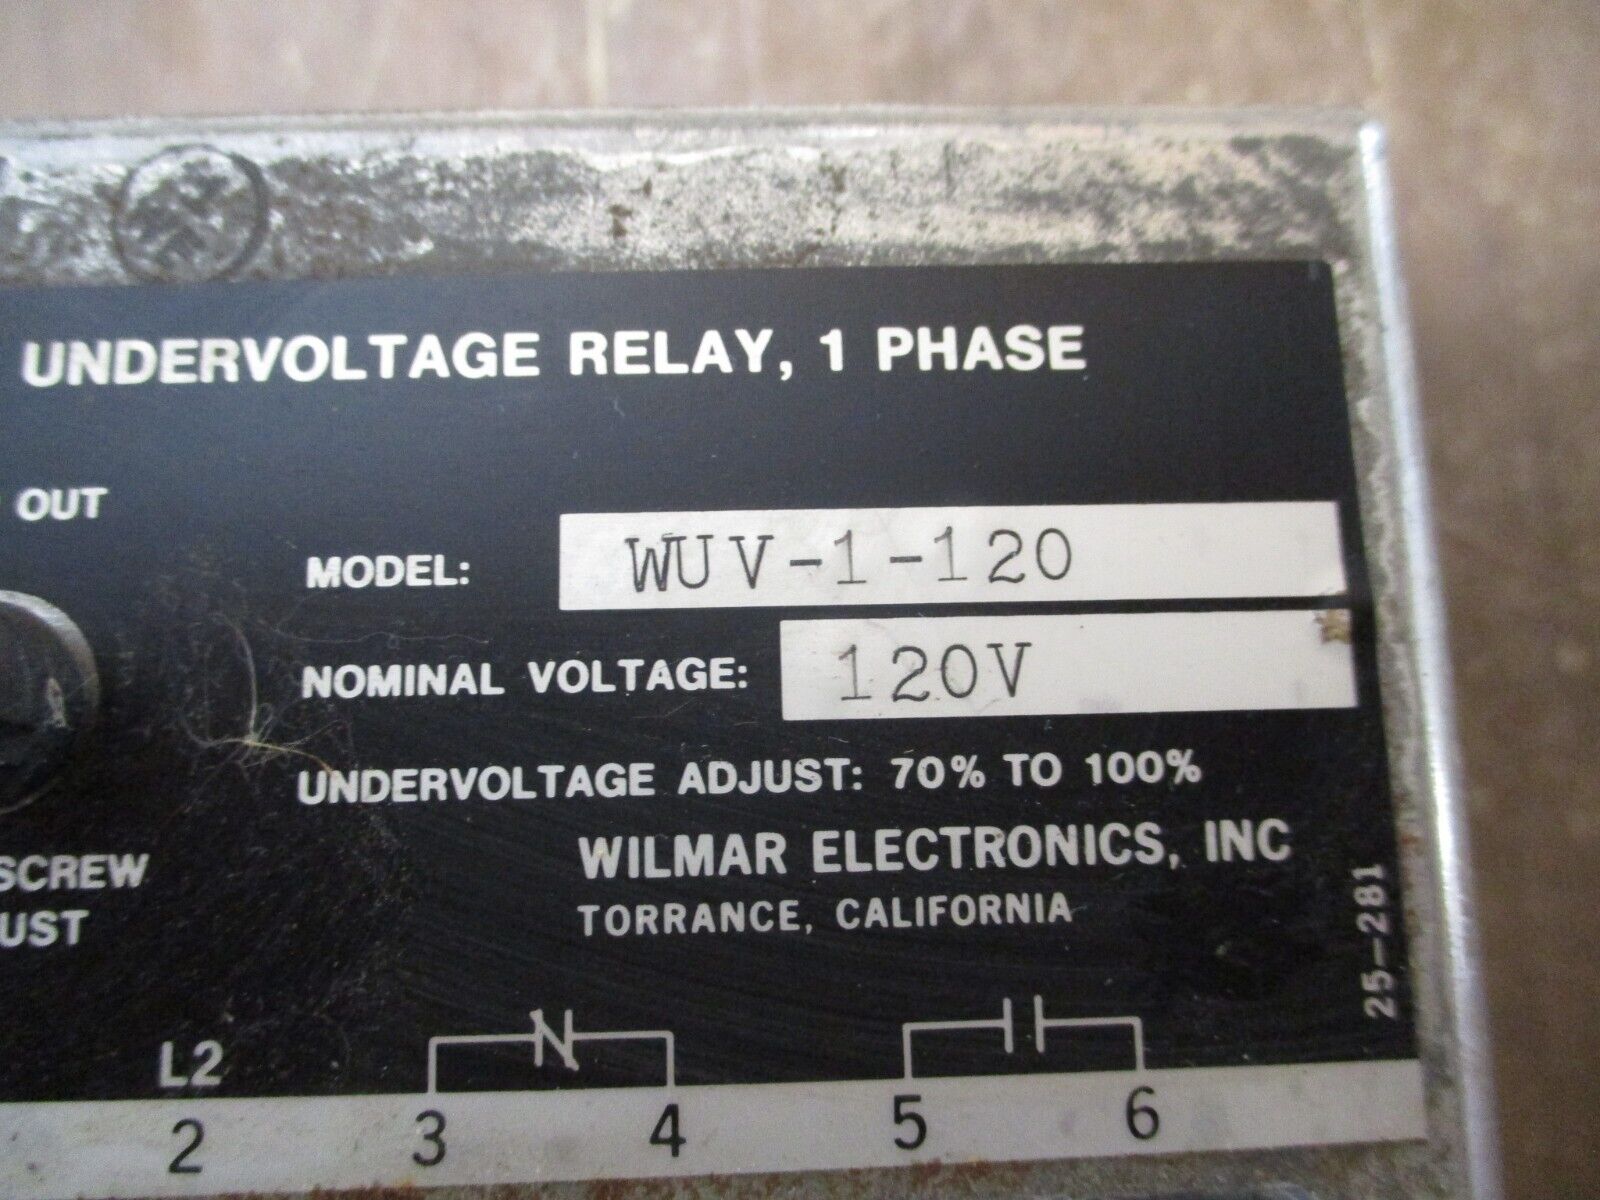 UNDERVOLTAGE RELAY, 1 PHASE
OUT
MODEL: WUV-1-120
NOMINAL VOLTAGE: 120V
UNDERVOLTAGE ADJUST: 70% TO 100%
SCREW
UST
WILMAR ELECTRONICS, INC
TORRANCE, CALIFORNIA
25-281
L2
2 3 4 5 6